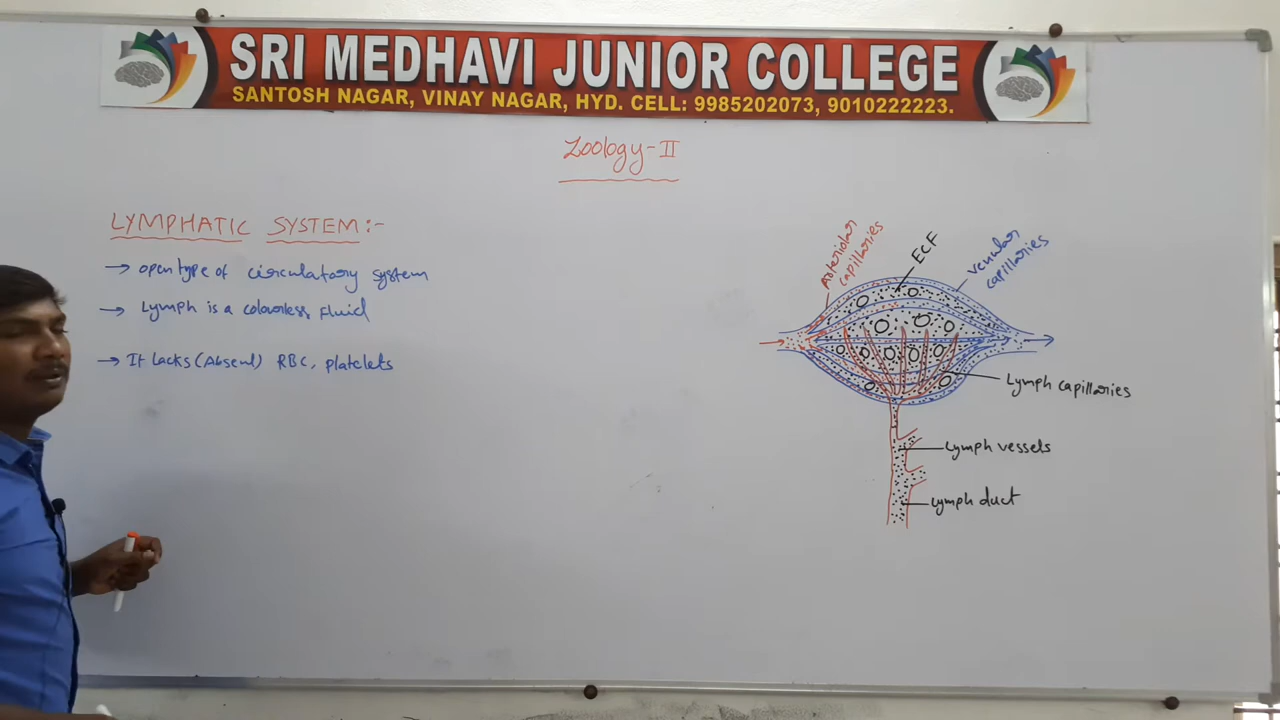 SRI MEDHAVI JUNIOR COLLEGE
SANTOSH NAGAR, VINAY NAGAR, HYD. CELL: 9985202073, 9010222223.
Zoology-II
LYMPHATIC SYSTEM:-
→ open type of circulatory system
→ Lymph is a colourless Fluid
→ It lacks (Absent) RBC, platelets
Arteriolar
capillaries
ECF
venular
capillaries
Lymph capillaries
Lymph vessels
Lymph duct